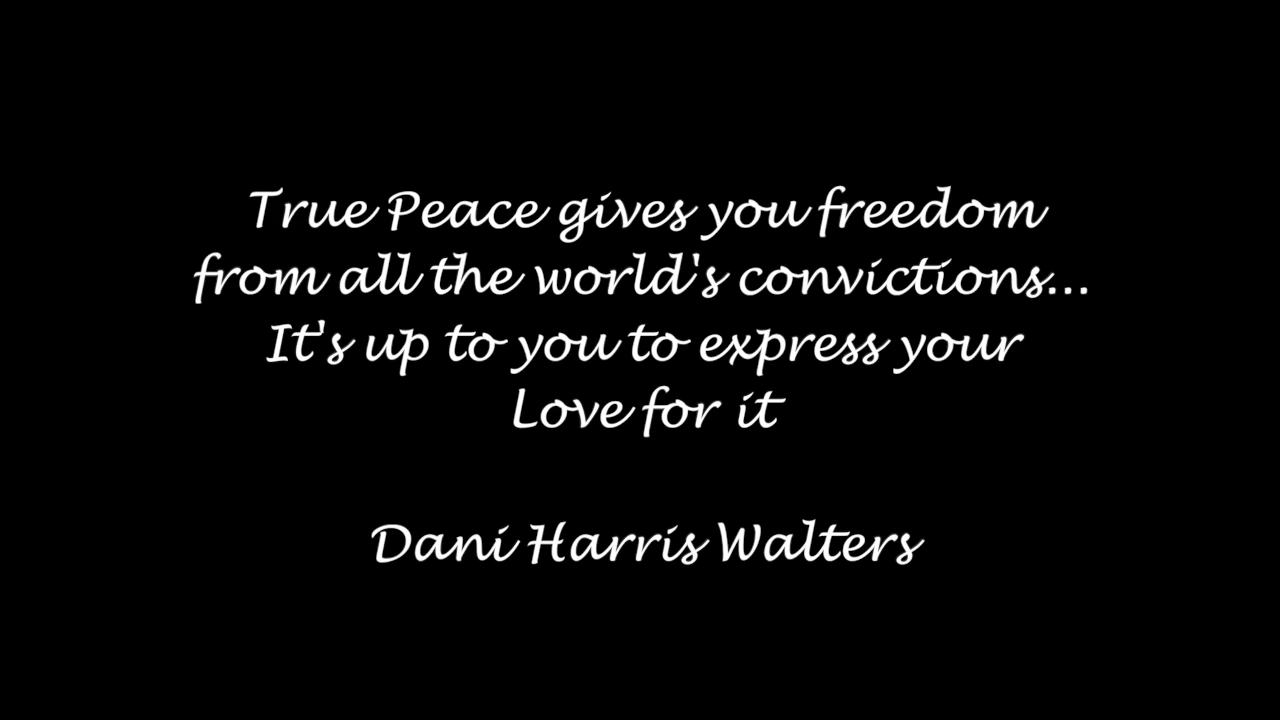 True Peace gives you freedom
from all the world's convictions...
It's up to you to express your
Love for it
Dani Harris Walters